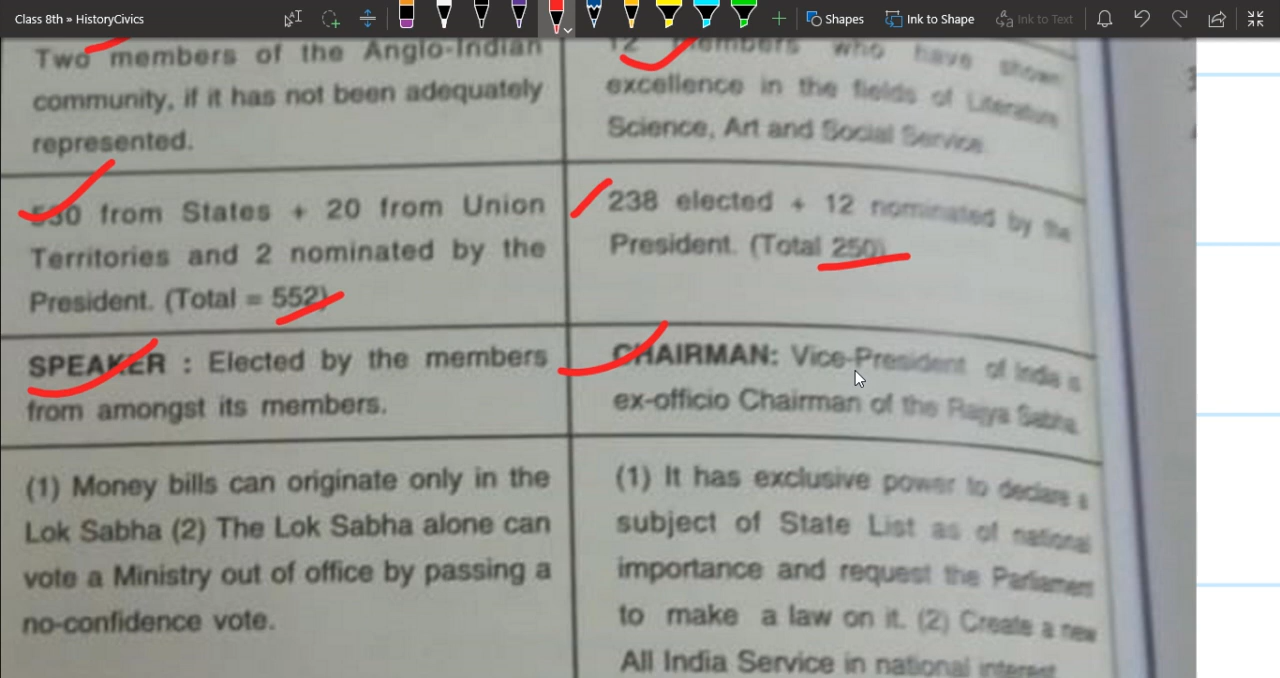 Class 8th » HistoryCivics
Shapes
Ink to Shape
Ink to Text
Two members of the Anglo-Indian
community, if it has not been adequately
represented.
530 from States + 20 from Union
Territories and 2 nominated by the
President. (Total = 552)
SPEAKER : Elected by the members
from amongst its members.
(1) Money bills can originate only in the
Lok Sabha (2) The Lok Sabha alone can
vote a Ministry out of office by passing a
no-confidence vote.
12 members who have shown
excellence in the fields of Literature
Science, Art and Social Service.
238 elected + 12 nominated by the
President. (Total 250)
CHAIRMAN: Vice-President of India is
ex-officio Chairman of the Rajya Sabha.
(1) It has exclusive power to declare a
subject of State List as of national
importance and request the Parliament
to make a law on it. (2) Create a new
All India Service in national interest